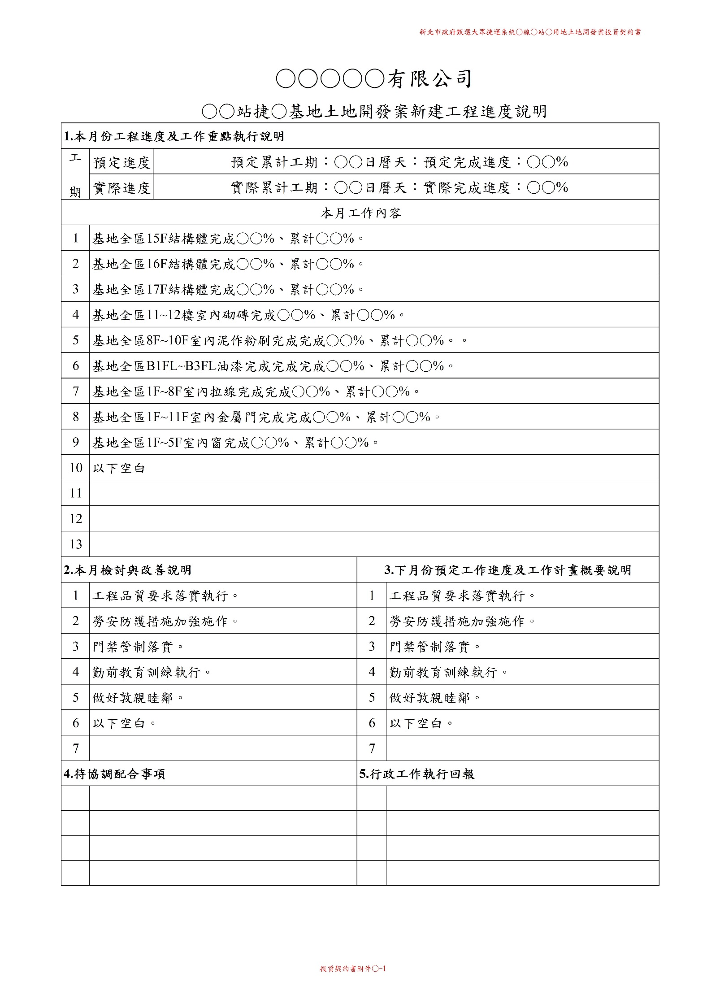 新北市政府甄選大眾捷運系統○線○站○用地土地開發案投資契約書
○○○○○有限公司
○○站捷○基地土地開發案新建工程進度說明
1.本月份工程進度及工作重點執行說明
工期 預定進度 預定累計工期：○○日曆天：預定完成進度：○○%
實際進度 實際累計工期：○○日曆天：實際完成進度：○○%
本月工作內容
1 基地全區15F結構體完成○○%、累計○○%。
2 基地全區16F結構體完成○○%、累計○○%。
3 基地全區17F結構體完成○○%、累計○○%。
4 基地全區11~12樓室內砌磚完成○○%、累計○○%。
5 基地全區8F~10F室內泥作粉刷完成完成○○%、累計○○%。。
6 基地全區B1FL~B3FL油漆完成完成完成○○%、累計○○%。
7 基地全區1F~8F室內拉線完成完成○○%、累計○○%。
8 基地全區1F~11F室內金屬門完成完成○○%、累計○○%。
9 基地全區1F~5F室內窗完成○○%、累計○○%。
10 以下空白
11
12
13
2.本月檢討與改善說明 3.下月份預定工作進度及工作計畫概要說明
1 工程品質要求落實執行。 1 工程品質要求落實執行。
2 勞安防護措施加強施作。 2 勞安防護措施加強施作。
3 門禁管制落實。 3 門禁管制落實。
4 勤前教育訓練執行。 4 勤前教育訓練執行。
5 做好敦親睦鄰。 5 做好敦親睦鄰。
6 以下空白。 6 以下空白。
7 7
4.待協調配合事項 5.行政工作執行回報
投資契約書附件○-1